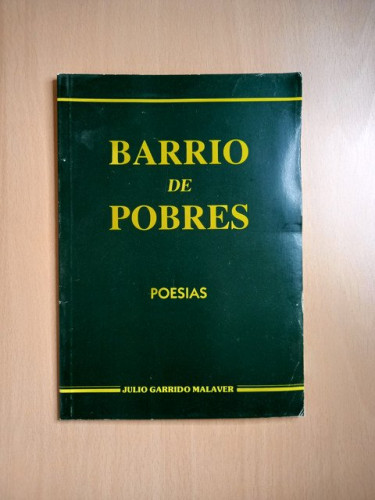 BARRIO
DE
POBRES
POESIAS
JULIO GARRIDO MALAVER